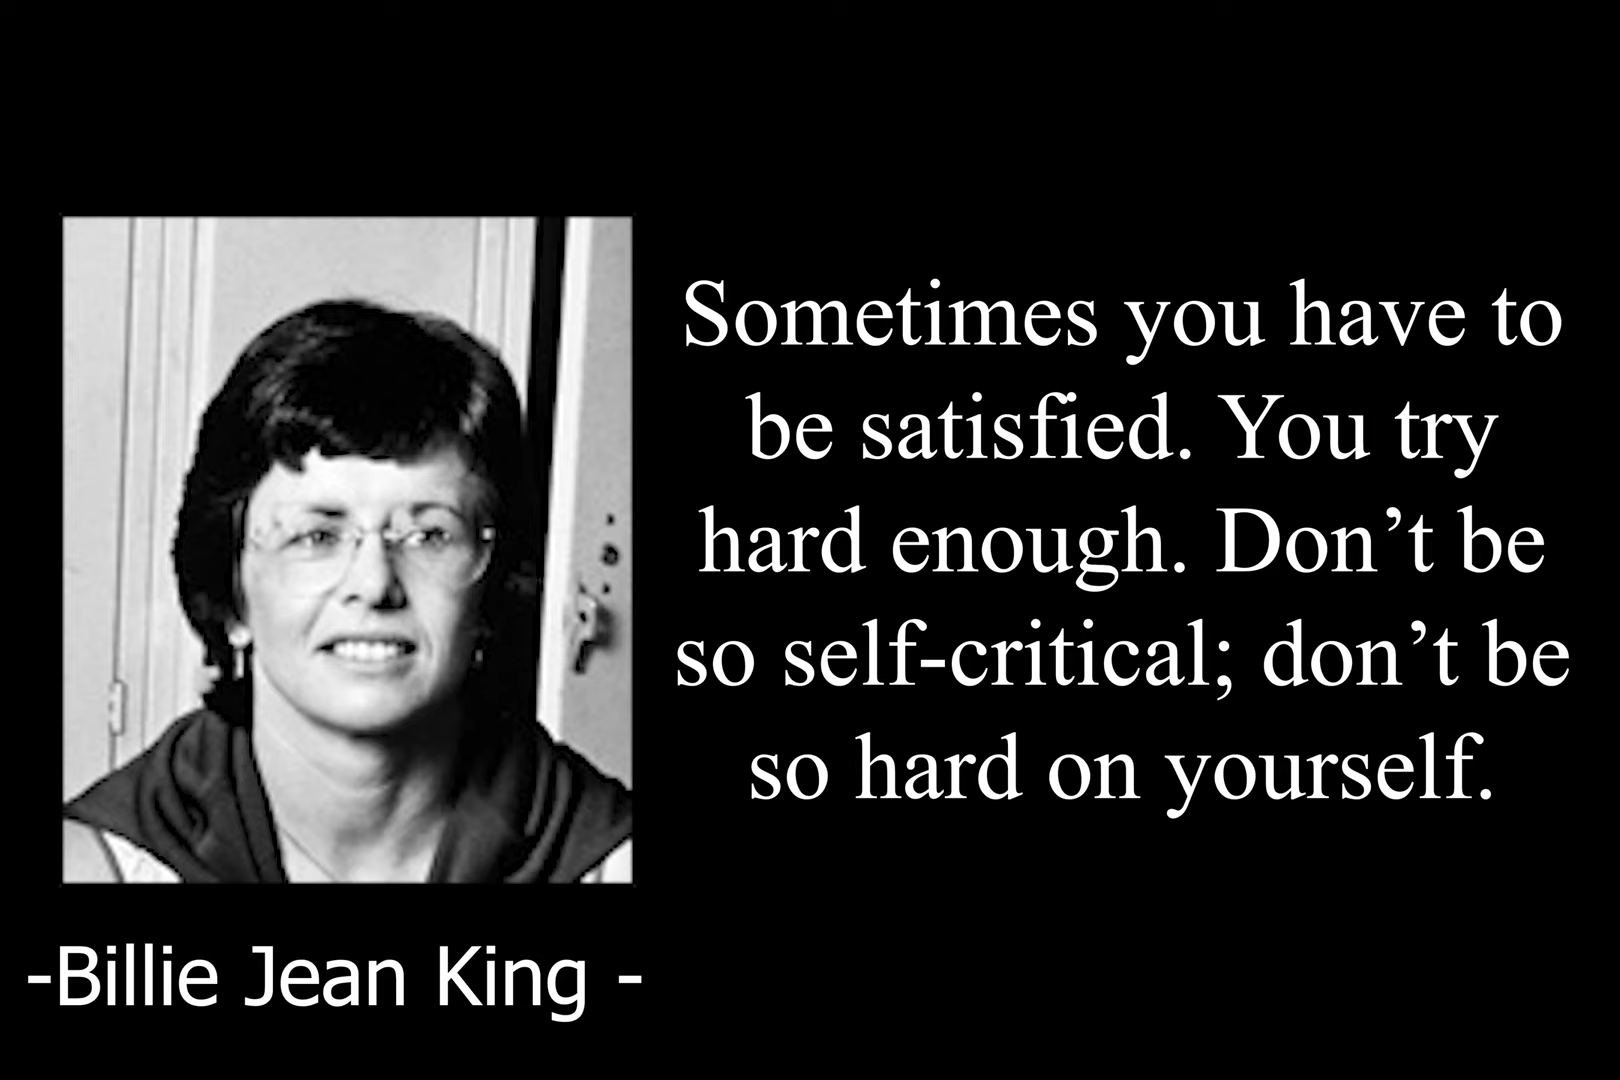 Sometimes you have to
be satisfied. You try
hard enough. Don’t be
so self-critical; don’t be
so hard on yourself.
-Billie Jean King -